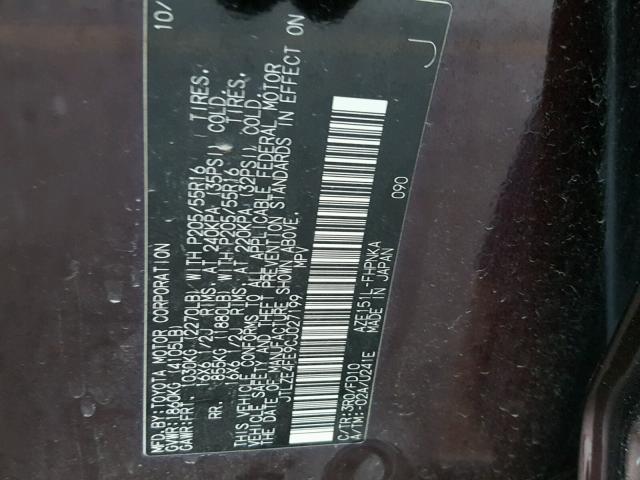 MFD.BY:TOYOTA MOTOR CORPORATION 10/
GVWR:1860KG (4105LB)
GAWR:FRT. 1030KG (2270LB) WITH P205/55R16 TIRES,
16X6 1/2J RIMS, AT 240KPA (35PSI) COLD.
RR. 855KG (1880LB) WITH P205/55R16 TIRES,
16X6 1/2J RIMS, AT 220KPA (32PSI) COLD.
THIS VEHICLE CONFORMS TO ALL APPLICABLE FEDERAL MOTOR
VEHICLE SAFETY AND THEFT PREVENTION STANDARDS IN EFFECT ON
THE DATE OF MANUFACTURE SHOWN ABOVE.
JTLZE4FE9CJ027199 MPV
C/TR:3R0/FD10 AZE151L-FHPNKA 090
A/TM:-02A/U241E MADE IN JAPAN
J